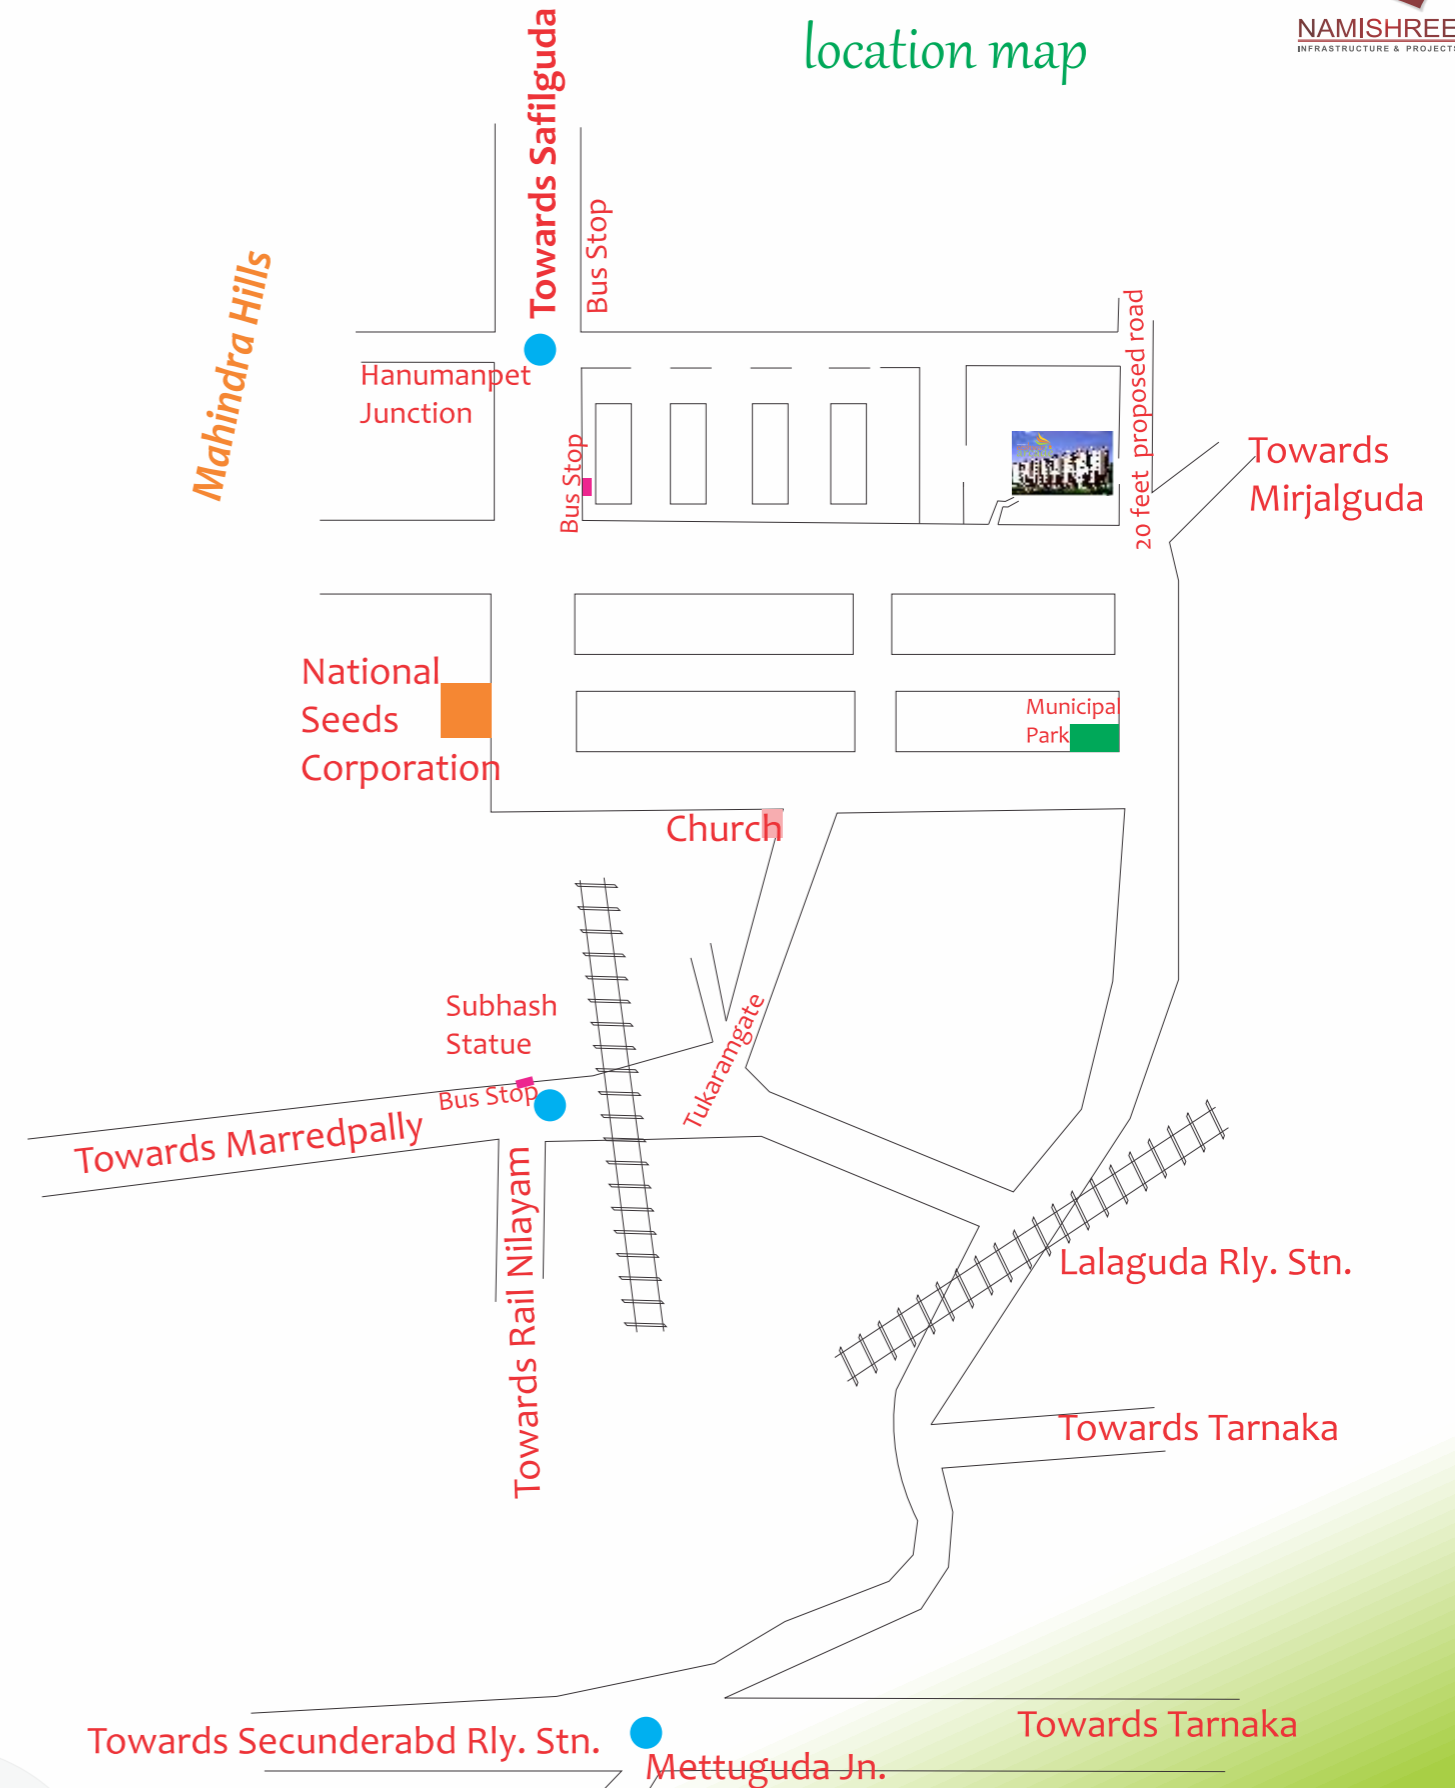 location map
NAMISHREE
INFRASTRUCTURE & PROJECTS
Towards Safilguda
Bus Stop
Mahindra Hills
Hanumanpet
Junction
Bus Stop
20 feet proposed road
Towards
Mirjalguda
National
Seeds
Corporation
Municipal
Park
Church
Subhash
Statue
Bus Stop
Tukaramgate
Towards Marredpally
Towards Rail Nilayam
Lalaguda Rly. Stn.
Towards Tarnaka
Towards Secunderabd Rly. Stn.
Towards Tarnaka
Mettuguda Jn.